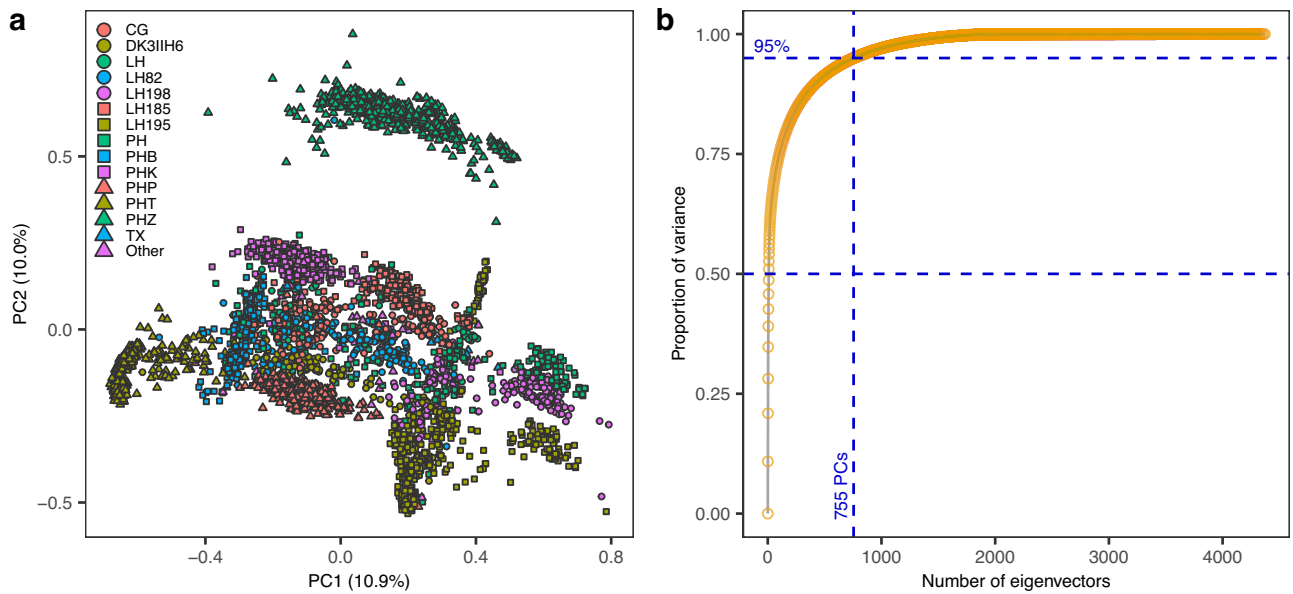 a
CG
DK3IIH6
LH
LH82
LH198
LH185
LH195
PH
PHB
PHK
PHP
PHT
PHZ
TX
Other
0.5
0.0
−0.5
PC2 (10.0%)
−0.4
0.0
0.4
0.8
PC1 (10.9%)
b
1.00
0.75
0.50
0.25
0.00
Proportion of variance
95%
755 PCs
0
1000
2000
3000
4000
Number of eigenvectors